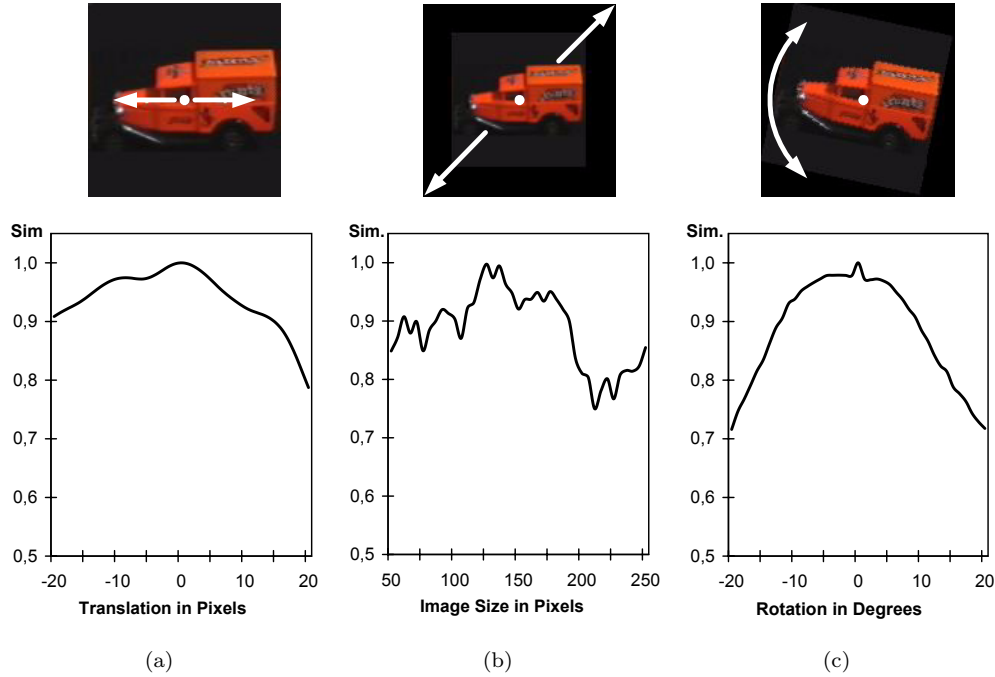 Sim
1,0
0,9
0,8
0,7
0,6
0,5
-20 -10 0 10 20
Translation in Pixels
(a)
Sim.
1,0
0,9
0,8
0,7
0,6
0,5
50 100 150 200 250
Image Size in Pixels
(b)
Sim.
1,0
0,9
0,8
0,7
0,6
0,5
-20 -10 0 10 20
Rotation in Degrees
(c)